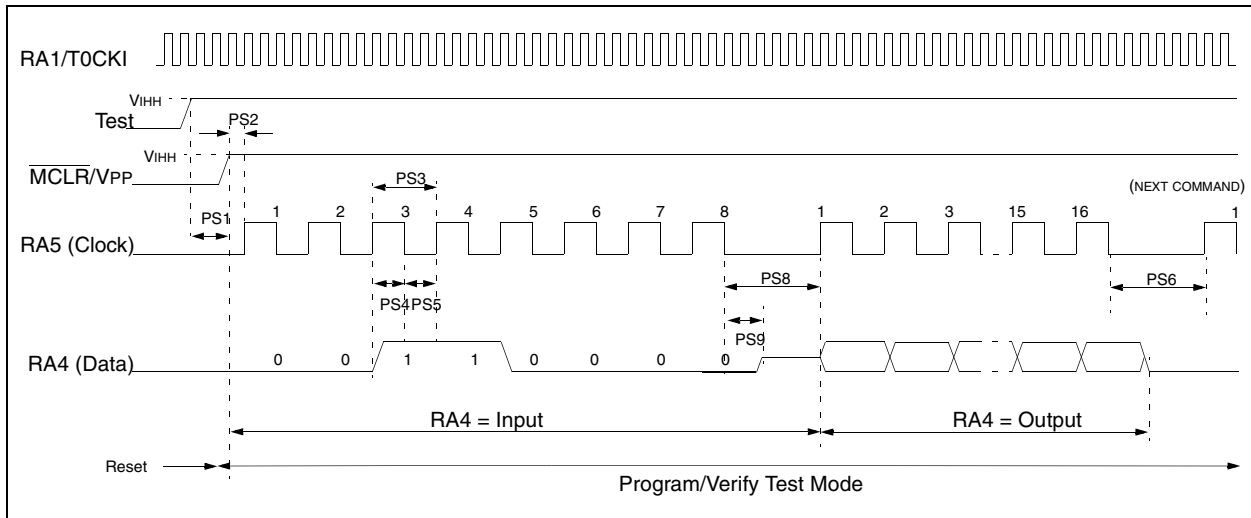 RA1/T0CKI
VIHH
Test
PS2
VIHH
MCLR/VPP
PS3
(NEXT COMMAND)
PS1
1 2 3 4 5 6 7 8 1 2 3 15 16 1
RA5 (Clock)
PS8
PS4 PS5 PS6
PS9
RA4 (Data) 0 0 1 1 0 0 0 0
RA4 = Input RA4 = Output
Reset
Program/Verify Test Mode